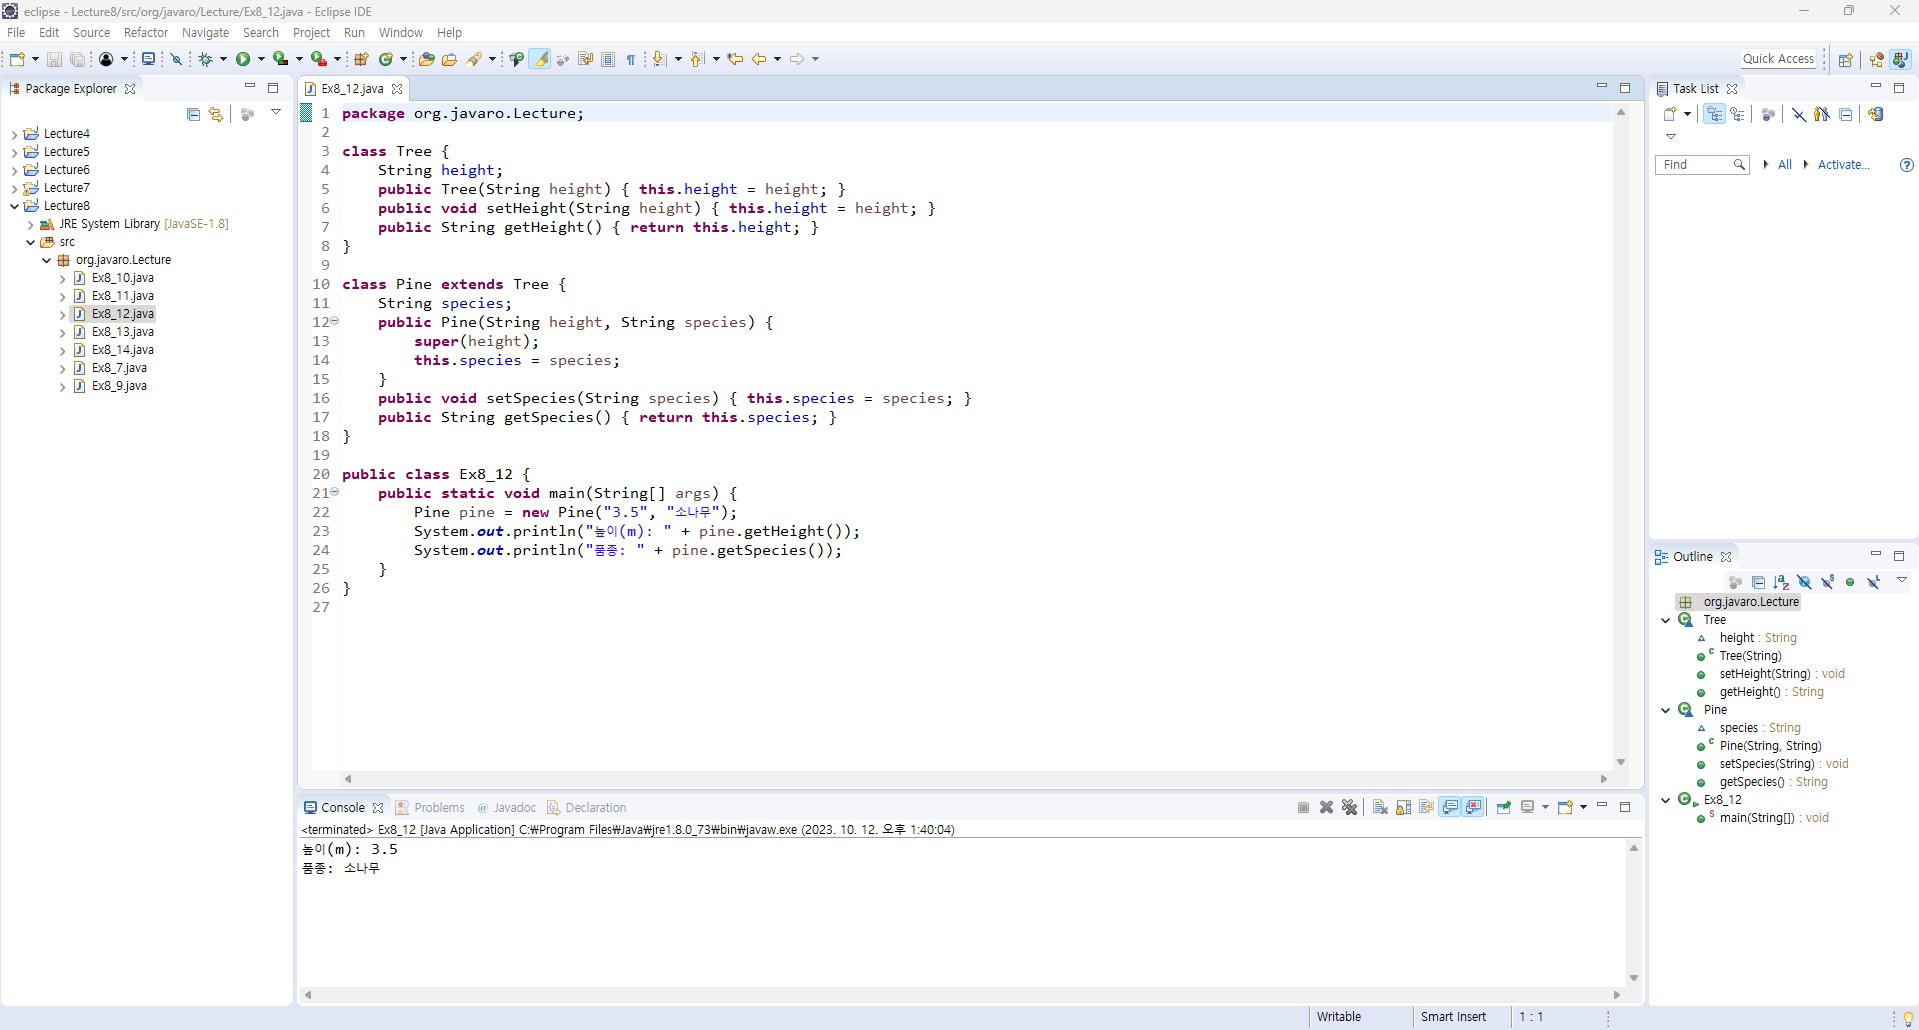 eclipse - Lecture8/src/org/javaro/Lecture/Ex8_12.java - Eclipse IDE
File Edit Source Refactor Navigate Search Project Run Window Help
Quick Access
Package Explorer
Lecture4
Lecture5
Lecture6
Lecture7
Lecture8
JRE System Library [JavaSE-1.8]
src
org.javaro.Lecture
Ex8_10.java
Ex8_11.java
Ex8_12.java
Ex8_13.java
Ex8_14.java
Ex8_7.java
Ex8_9.java
Ex8_12.java
1 package org.javaro.Lecture;
2
3 class Tree {
4     String height;
5     public Tree(String height) { this.height = height; }
6     public void setHeight(String height) { this.height = height; }
7     public String getHeight() { return this.height; }
8 }
9
10 class Pine extends Tree {
11     String species;
12     public Pine(String height, String species) {
13         super(height);
14         this.species = species;
15     }
16     public void setSpecies(String species) { this.species = species; }
17     public String getSpecies() { return this.species; }
18 }
19
20 public class Ex8_12 {
21     public static void main(String[] args) {
22         Pine pine = new Pine("3.5", "소나무");
23         System.out.println("높이(m): " + pine.getHeight());
24         System.out.println("품종: " + pine.getSpecies());
25     }
26 }
27
Console Problems @ Javadoc Declaration
<terminated> Ex8_12 [Java Application] C:₩Program Files₩Java₩jre1.8.0_73₩bin₩javaw.exe (2023. 10. 12. 오후 1:40:04)
높이(m): 3.5
품종: 소나무
Task List
Find All Activate...
Outline
org.javaro.Lecture
Tree
height : String
Tree(String)
setHeight(String) : void
getHeight() : String
Pine
species : String
Pine(String, String)
setSpecies(String) : void
getSpecies() : String
Ex8_12
main(String[]) : void
Writable Smart Insert 1 : 1